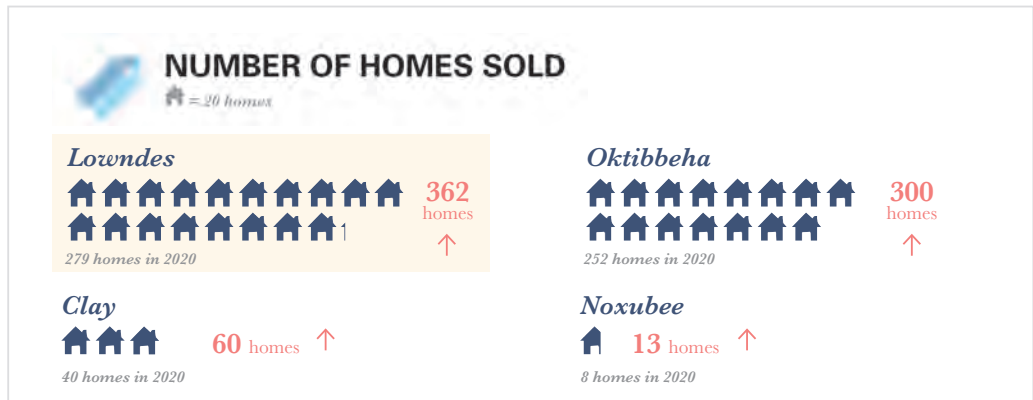 NUMBER OF HOMES SOLD
= 20 homes
Lowndes
362
homes
↑
279 homes in 2020
Oktibbeha
300
homes
↑
252 homes in 2020
Clay
60 homes ↑
40 homes in 2020
Noxubee
13 homes ↑
8 homes in 2020